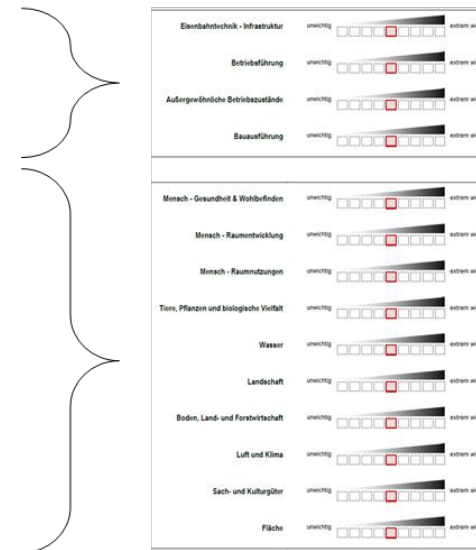 Eisenbahntechnik - Infrastruktur unwichtig extrem wi
Betriebsführung unwichtig extrem wi
Außergewöhnliche Betriebszustände unwichtig extrem wi
Bauausführung unwichtig extrem wi
Mensch - Gesundheit & Wohlbefinden unwichtig extrem wi
Mensch - Raumentwicklung unwichtig extrem wi
Mensch - Raumnutzungen unwichtig extrem wi
Tiere, Pflanzen und biologische Vielfalt unwichtig extrem wi
Wasser unwichtig extrem wi
Landschaft unwichtig extrem wi
Boden, Land- und Forstwirtschaft unwichtig extrem wi
Luft und Klima unwichtig extrem wi
Sach- und Kulturgüter unwichtig extrem wi
Fläche unwichtig extrem wi